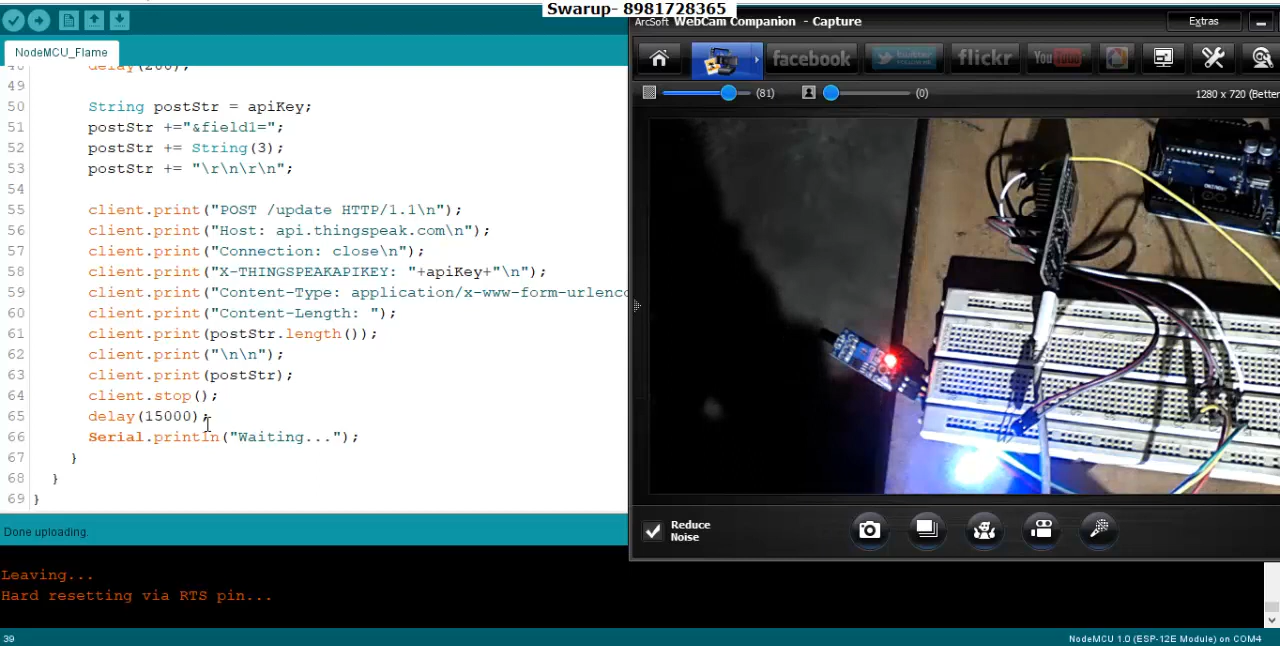 Swarup- 8981728365
ArcSoft WebCam Companion - Capture
Extras
NodeMCU_Flame
facebook
twitter
flickr
YouTube
(81)
(0)
1280 x 720 (Better
48 delay(200);
49
50 String postStr = apiKey;
51 postStr +="&field1=";
52 postStr += String(3);
53 postStr += "\r\n\r\n";
54
55 client.print("POST /update HTTP/1.1\n");
56 client.print("Host: api.thingspeak.com\n");
57 client.print("Connection: close\n");
58 client.print("X-THINGSPEAKAPIKEY: "+apiKey+"\n");
59 client.print("Content-Type: application/x-www-form-urlenco
60 client.print("Content-Length: ");
61 client.print(postStr.length());
62 client.print("\n\n");
63 client.print(postStr);
64 client.stop();
65 delay(15000);
66 Serial.println("Waiting...");
67 }
68 }
69 }
Reduce
Noise
Done uploading.
Leaving...
Hard resetting via RTS pin...
39
NodeMCU 1.0 (ESP-12E Module) on COM4